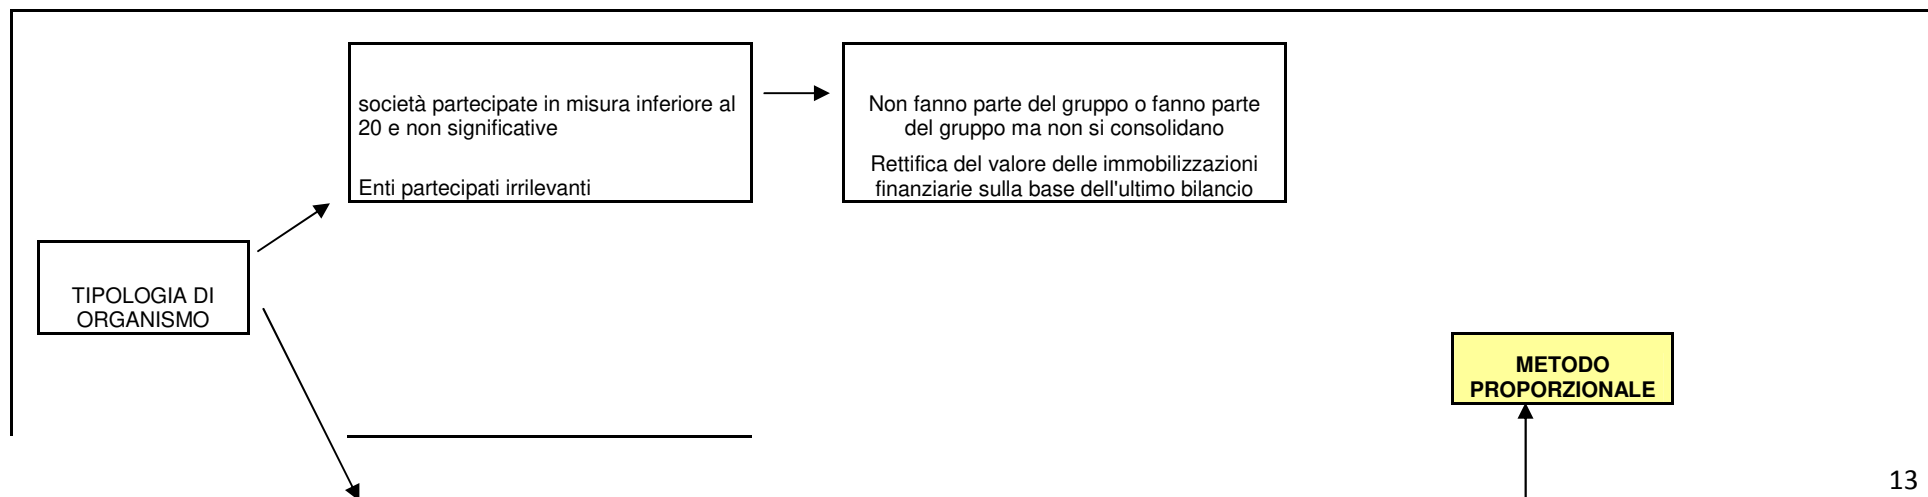 società partecipate in misura inferiore al
20 e non significative
Enti partecipati irrilevanti
Non fanno parte del gruppo o fanno parte
del gruppo ma non si consolidano
Rettifica del valore delle immobilizzazioni
finanziarie sulla base dell'ultimo bilancio
TIPOLOGIA DI
ORGANISMO
METODO
PROPORZIONALE
13